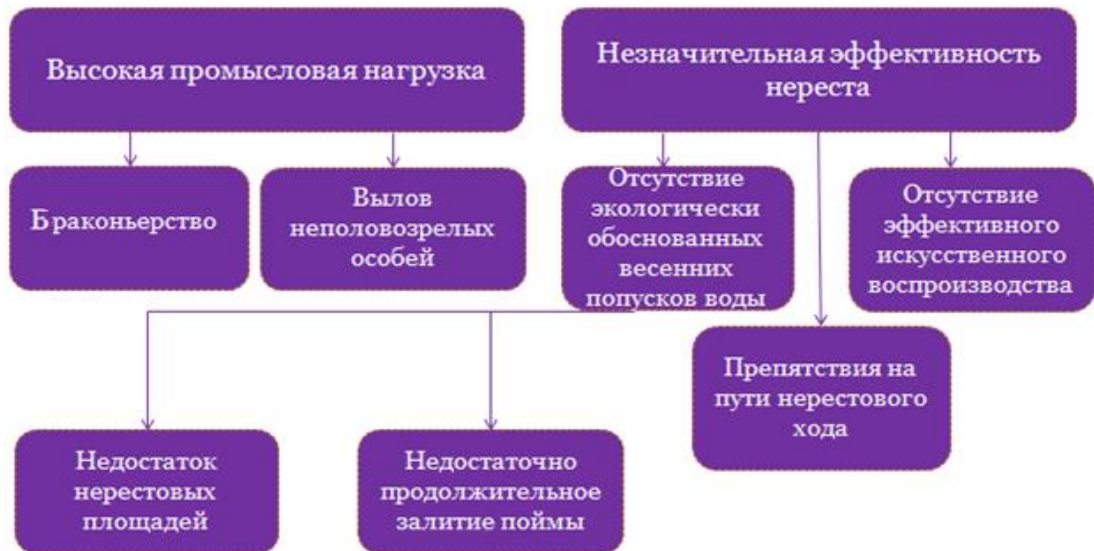 Высокая промысловая нагрузка
Незначительная эффективность
нереста
Браконьерство
Вылов
неполовозрелых
особей
Отсутствие
экологически
обоснованных
весенних
попусков воды
Отсутствие
эффективного
искусственного
воспроизводства
Препятствия на
пути нерестового
хода
Недостаток
нерестовых
площадей
Недостаточно
продолжительное
залитие поймы